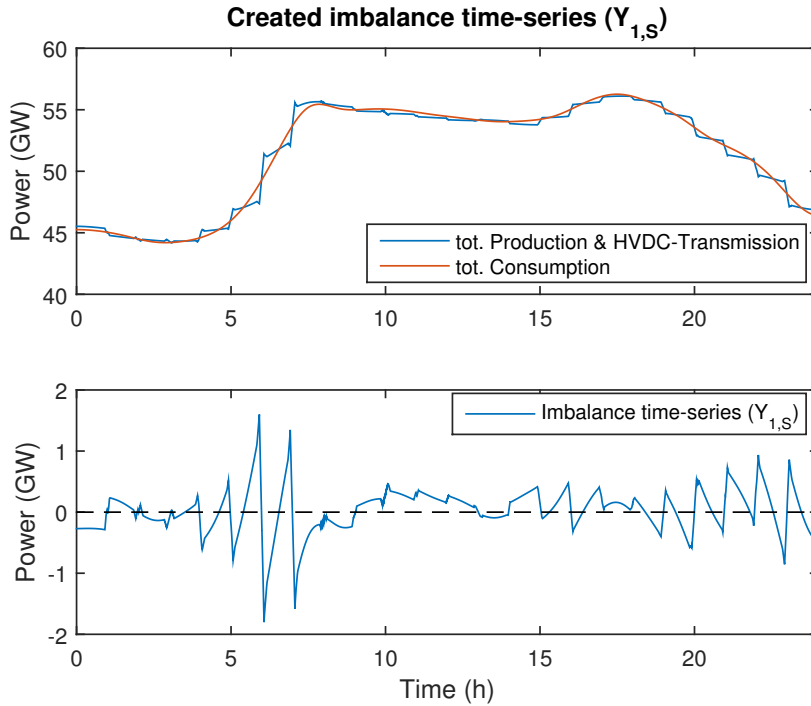 Created imbalance time-series (Y1,S)
60
55
50
45
40
Power (GW)
tot. Production & HVDC-Transmission
tot. Consumption
0
5
10
15
20
2
1
0
-1
-2
Power (GW)
Imbalance time-series (Y1,S)
0
5
10
15
20
Time (h)